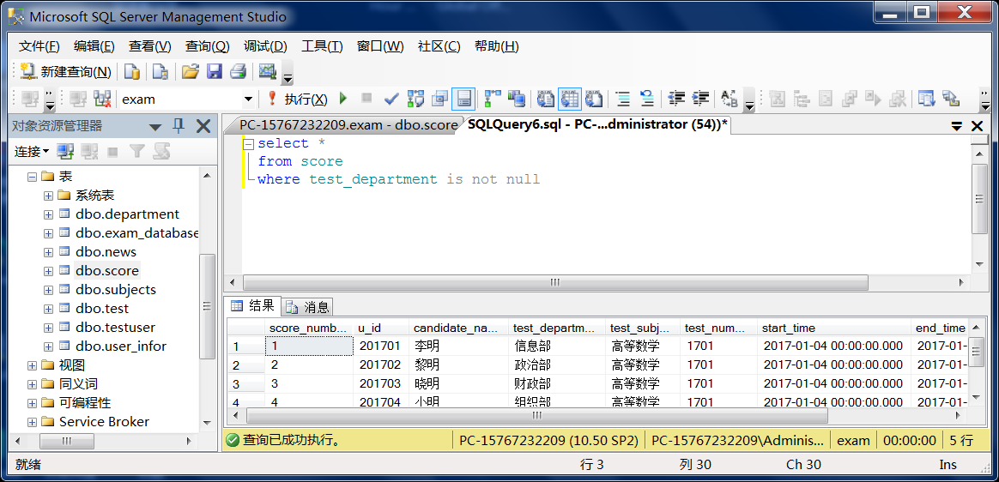 Microsoft SQL Server Management Studio
文件(F) 编辑(E) 查看(V) 查询(Q) 调试(D) 工具(T) 窗口(W) 社区(C) 帮助(H)
新建查询(N)
exam 执行(X)
对象资源管理器
连接
表
系统表
dbo.department
dbo.exam_database
dbo.news
dbo.score
dbo.subjects
dbo.test
dbo.testuser
dbo.user_infor
视图
同义词
可编程性
Service Broker
PC-15767232209.exam - dbo.score SQLQuery6.sql - PC-...dministrator (54))*
select *
from score
where test_department is not null
结果 消息
score_numb... u_id candidate_na... test_departm... test_subj... test_num... start_time end_time
1 1 201701 李明 信息部 高等数学 1701 2017-01-04 00:00:00.000 2017-01-
2 2 201702 黎明 政治部 高等数学 1701 2017-01-04 00:00:00.000 2017-01-
3 3 201703 晓明 财政部 高等数学 1701 2017-01-04 00:00:00.000 2017-01-
4 4 201704 小明 组织部 高等数学 1701 2017-01-04 00:00:00.000 2017-01-
查询已成功执行。 PC-15767232209 (10.50 SP2) PC-15767232209\Adminis... exam 00:00:00 5 行
就绪 行 3 列 30 Ch 30 Ins